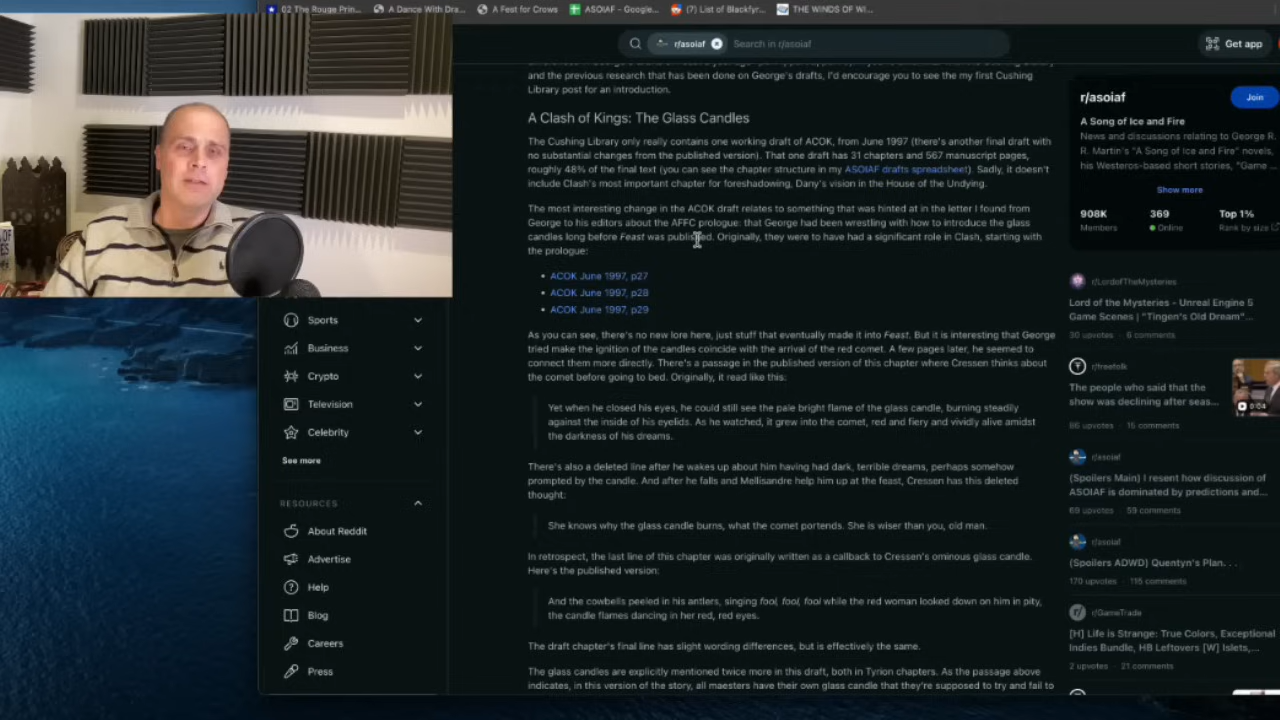 02 The Rouge Prin...
A Dance With Dra...
A Fest for Crows
ASOIAF - Google...
(7) List of Blackfyr...
THE WINDS OF WI...
r/asoiaf
Search in r/asoiaf
Get app
and the previous research that has been done on George's drafts, I'd encourage you to see the my first Cushing
Library post for an introduction.
A Clash of Kings: The Glass Candles
The Cushing Library only really contains one working draft of ACOK, from June 1997 (there's another final draft with
no substantial changes from the published version). That one draft has 31 chapters and 567 manuscript pages,
roughly 48% of the final text (you can see the chapter structure in my ASOIAF drafts spreadsheet). Sadly, it doesn't
include Clash's most important chapter for foreshadowing, Dany's vision in the House of the Undying.
The most interesting change in the ACOK draft relates to something that was hinted at in the letter I found from
George to his editors about the AFFC prologue: that George had been wrestling with how to introduce the glass
candles long before Feast was published. Originally, they were to have had a significant role in Clash, starting with
the prologue:
• ACOK June 1997, p27
• ACOK June 1997, p28
• ACOK June 1997, p29
As you can see, there's no new lore here, just stuff that eventually made it into Feast. But it is interesting that George
tried make the ignition of the candles coincide with the arrival of the red comet. A few pages later, he seemed to
connect them more directly. There's a passage in the published version of this chapter where Cressen thinks about
the comet before going to bed. Originally, it read like this:
Yet when he closed his eyes, he could still see the pale bright flame of the glass candle, burning steadily
against the inside of his eyelids. As he watched, it grew into the comet, red and fiery and vividly alive amidst
the darkness of his dreams.
There's also a deleted line after he wakes up about him having had dark, terrible dreams, perhaps somehow
prompted by the candle. And after he falls and Mellisandre help him up at the feast, Cressen has this deleted
thought:
She knows why the glass candle burns, what the comet portends. She is wiser than you, old man.
In retrospect, the last line of this chapter was originally written as a callback to Cressen's ominous glass candle.
Here's the published version:
And the cowbells peeled in his antlers, singing fool, fool, fool while the red woman looked down on him in pity,
the candle flames dancing in her red, red eyes.
The draft chapter's final line has slight wording differences, but is effectively the same.
The glass candles are explicitly mentioned twice more in this draft, both in Tyrion chapters. As the passage above
indicates, in this version of the story, all maesters have their own glass candle that they're supposed to try and fail to
Sports
Business
Crypto
Television
Celebrity
See more
RESOURCES
About Reddit
Advertise
Help
Blog
Careers
Press
r/asoiaf
Join
A Song of Ice and Fire
News and discussions relating to George R.
R. Martin's "A Song of Ice and Fire" novels,
his Westeros-based short stories, "Game ...
Show more
908K
369
Top 1%
Members
Online
Rank by size
r/LordofTheMysteries
Lord of the Mysteries - Unreal Engine 5
Game Scenes | "Tingen's Old Dream"...
30 upvotes · 6 comments
r/freefolk
The people who said that the
show was declining after seas...
0:04
86 upvotes · 15 comments
r/asoiaf
(Spoilers Main) I resent how discussion of
ASOIAF is dominated by predictions and...
69 upvotes · 59 comments
r/asoiaf
(Spoilers ADWD) Quentyn's Plan. . .
170 upvotes · 115 comments
r/GameTrade
[H] Life is Strange: True Colors, Exceptional
Indies Bundle, HB Leftovers [W] Islets,...
2 upvotes · 21 comments